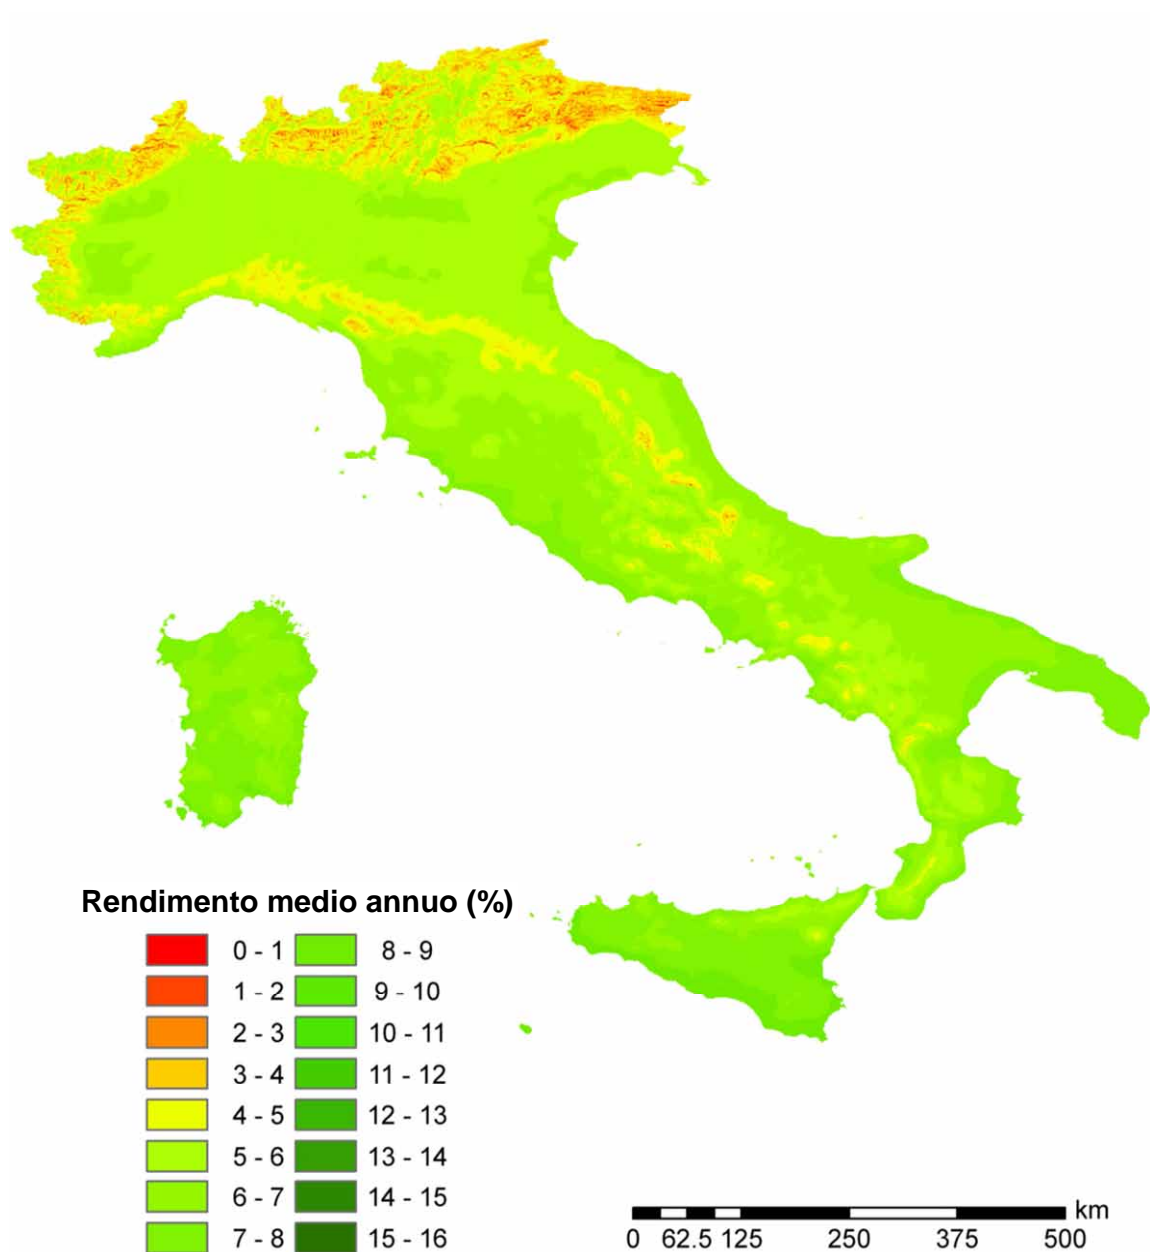 Rendimento medio annuo (%)
0 - 1 8 - 9
1 - 2 9 - 10
2 - 3 10 - 11
3 - 4 11 - 12
4 - 5 12 - 13
5 - 6 13 - 14
6 - 7 14 - 15
7 - 8 15 - 16
km
0 62.5 125 250 375 500